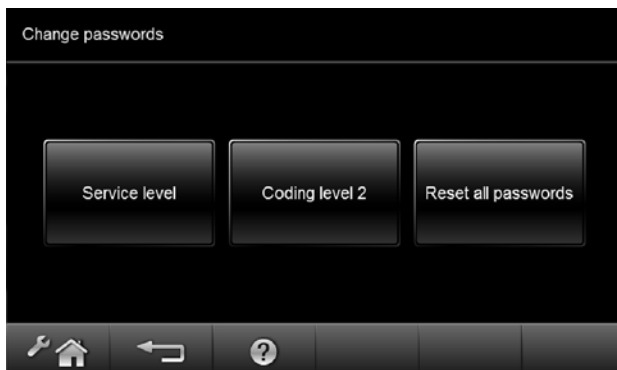 Change passwords
Service level
Coding level 2
Reset all passwords
?